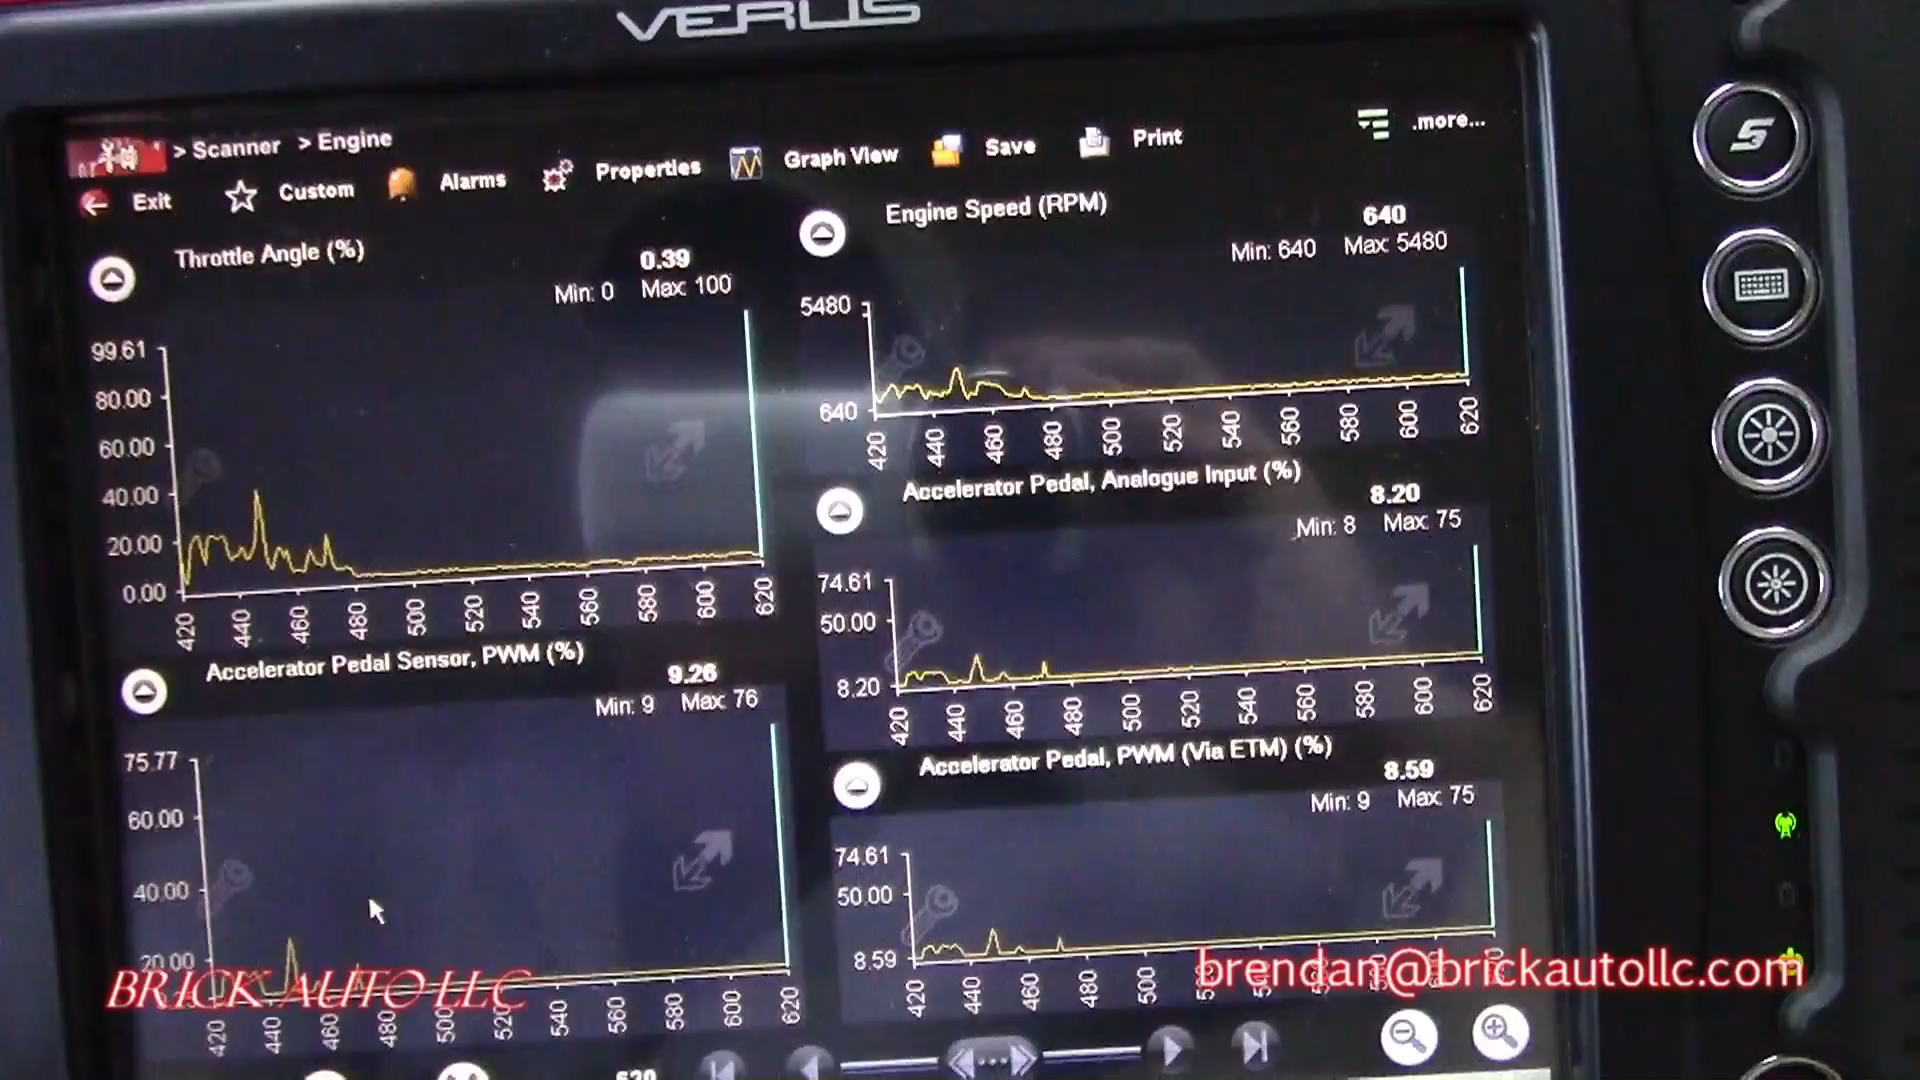 VERUS
> Scanner > Engine
Exit Custom Alarms Properties Graph View Save Print .more...
Throttle Angle (%)
0.39
Min: 0 Max: 100
99.61
80.00
60.00
40.00
20.00
0.00
420 440 460 480 500 520 540 560 580 600 620
Engine Speed (RPM)
640
Min: 640 Max: 5480
5480
640
420 440 460 480 500 520 540 560 580 600 620
Accelerator Pedal, Analogue Input (%)
8.20
Min: 8 Max: 75
74.61
50.00
8.20
420 440 460 480 500 520 540 560 580 600 620
Accelerator Pedal Sensor, PWM (%)
9.26
Min: 9 Max: 76
75.77
60.00
40.00
20.00
420 440 460 480 500 520 540 560 580 600 620
Accelerator Pedal, PWM (Via ETM) (%)
8.59
Min: 9 Max: 75
74.61
50.00
8.59
420 440 460 480 500
BRICK AUTO LLC
brendan@brickautollc.com